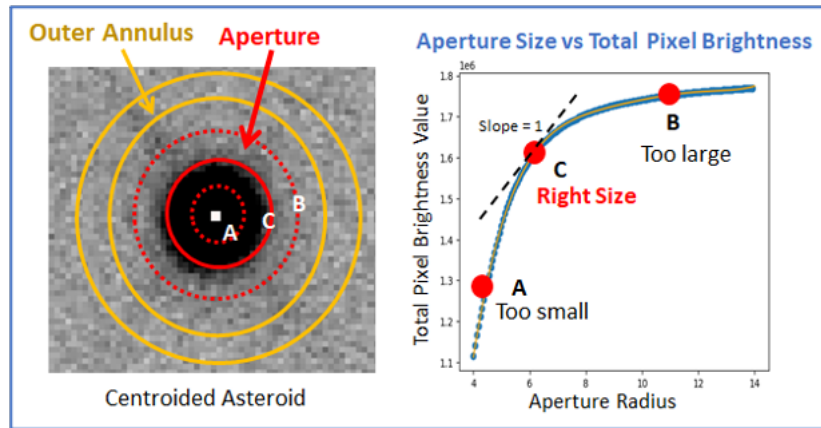 Outer Annulus
Aperture
A
C
B
Centroided Asteroid
Aperture Size vs Total Pixel Brightness
1e6
1.8
1.7
1.6
1.5
1.4
1.3
1.2
1.1
Total Pixel Brightness Value
Slope = 1
B
Too large
C
Right Size
A
Too small
4 6 8 10 12 14
Aperture Radius